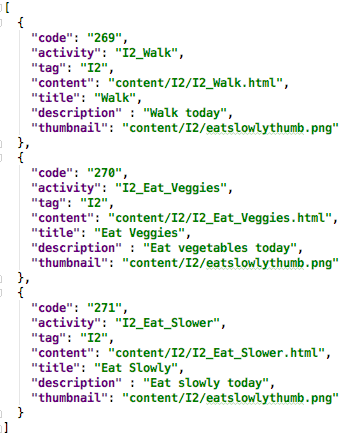 [
  {
    "code": "269",
    "activity": "I2_Walk",
    "tag": "I2",
    "content": "content/I2/I2_Walk.html",
    "title": "Walk",
    "description" : "Walk today",
    "thumbnail": "content/I2/eatslowlythumb.png"
  },
  {
    "code": "270",
    "activity": "I2_Eat_Veggies",
    "tag": "I2",
    "content": "content/I2/I2_Eat_Veggies.html",
    "title": "Eat Veggies",
    "description" : "Eat vegetables today",
    "thumbnail": "content/I2/eatslowlythumb.png"
  },
  {
    "code": "271",
    "activity": "I2_Eat_Slower",
    "tag": "I2",
    "content": "content/I2/I2_Eat_Slower.html",
    "title": "Eat Slowly",
    "description" : "Eat slowly today",
    "thumbnail": "content/I2/eatslowlythumb.png"
  }
]